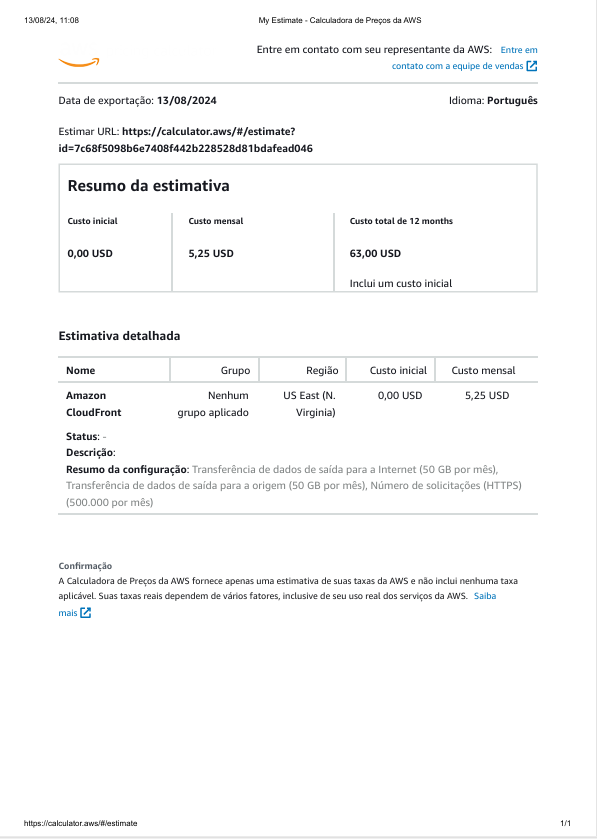 13/08/24, 11:08 My Estimate - Calculadora de Preços da AWS
Entre em contato com seu representante da AWS: Entre em
contato com a equipe de vendas
Data de exportação: 13/08/2024 Idioma: Português
Estimar URL: https://calculator.aws/#/estimate?
id=7c68f5098b6e7408f442b228528d81bdafead046
Resumo da estimativa
Custo inicial Custo mensal Custo total de 12 months
0,00 USD 5,25 USD 63,00 USD
Inclui um custo inicial
Estimativa detalhada
Nome Grupo Região Custo inicial Custo mensal
Amazon Nenhum US East (N. 0,00 USD 5,25 USD
CloudFront grupo aplicado Virginia)
Status: -
Descrição:
Resumo da configuração: Transferência de dados de saída para a Internet (50 GB por mês),
Transferência de dados de saída para a origem (50 GB por mês), Número de solicitações (HTTPS)
(500.000 por mês)
Confirmação
A Calculadora de Preços da AWS fornece apenas uma estimativa de suas taxas da AWS e não inclui nenhuma taxa
aplicável. Suas taxas reais dependem de vários fatores, inclusive de seu uso real dos serviços da AWS. Saiba
mais
https://calculator.aws/#/estimate 1/1